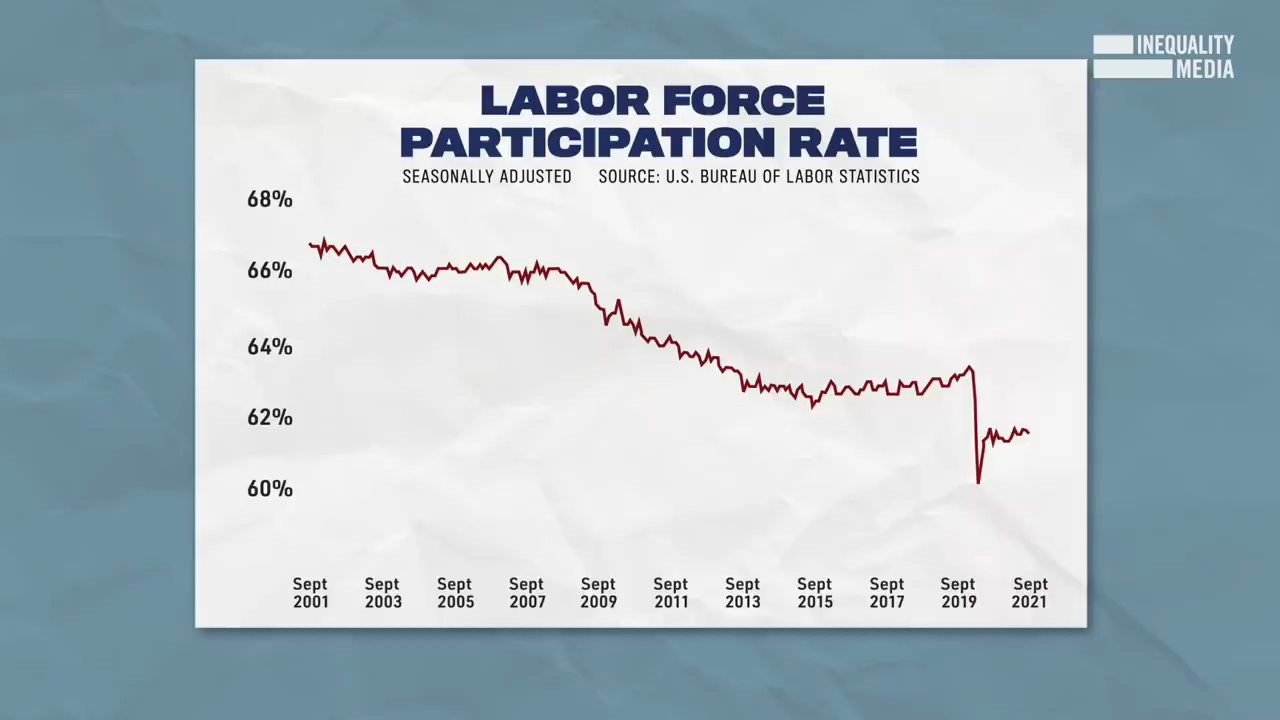 INEQUALITY
MEDIA
LABOR FORCE
PARTICIPATION RATE
SEASONALLY ADJUSTED SOURCE: U.S. BUREAU OF LABOR STATISTICS
68%
66%
64%
62%
60%
Sept Sept Sept Sept Sept Sept Sept Sept Sept Sept Sept
2001 2003 2005 2007 2009 2011 2013 2015 2017 2019 2021